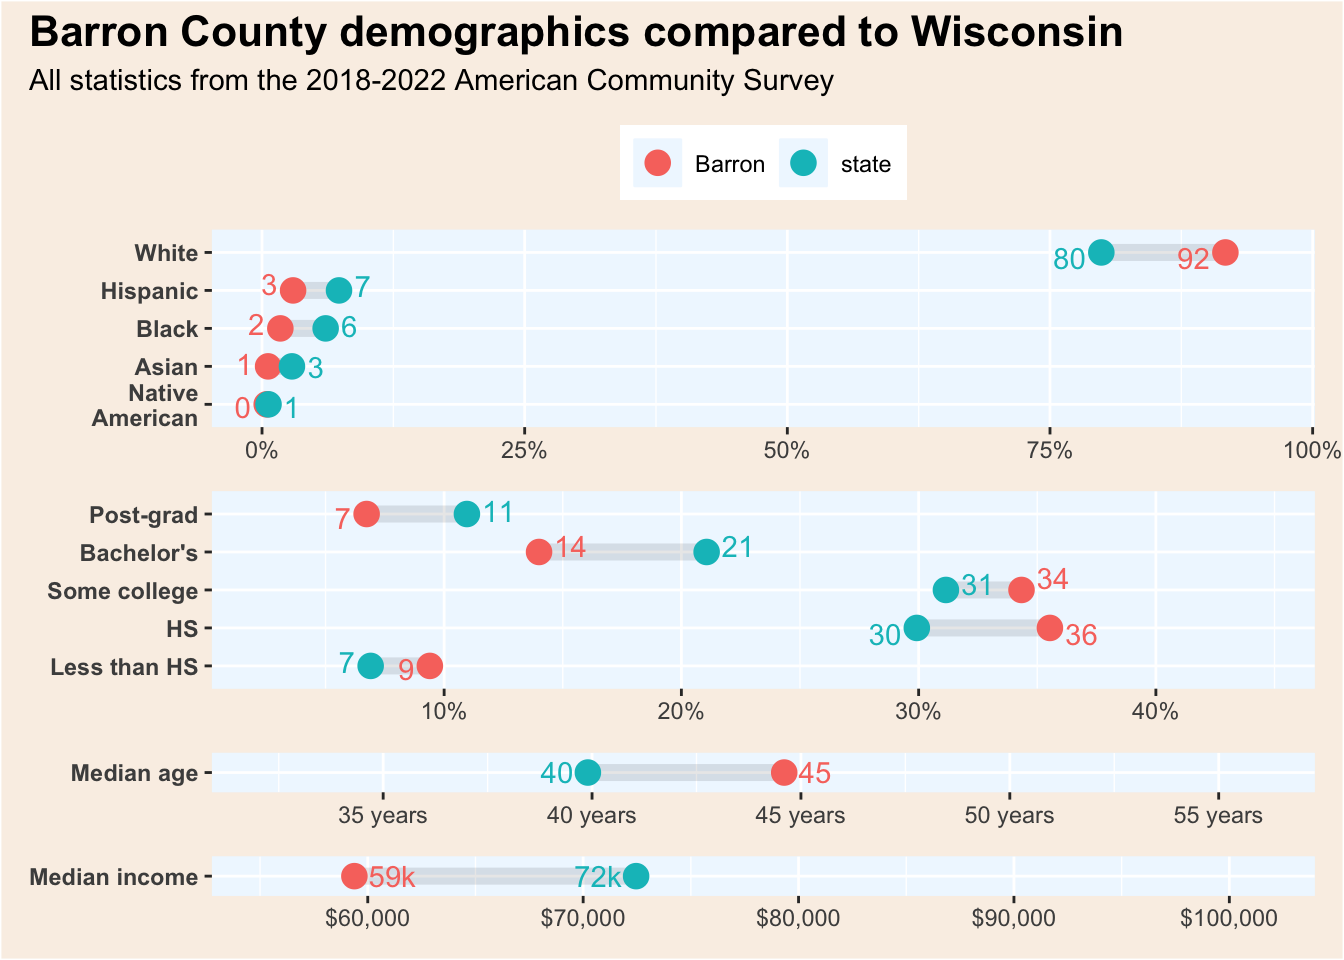 Barron County demographics compared to Wisconsin
All statistics from the 2018-2022 American Community Survey
Barron state
White 80 92
Hispanic 3 7
Black 2 6
Asian 1 3
Native
American 0 1
0% 25% 50% 75% 100%
Post-grad 7 11
Bachelor's 14 21
Some college 31 34
HS 30 36
Less than HS 7 9
10% 20% 30% 40%
Median age 40 45
35 years 40 years 45 years 50 years 55 years
Median income 59k 72k
$60,000 $70,000 $80,000 $90,000 $100,000